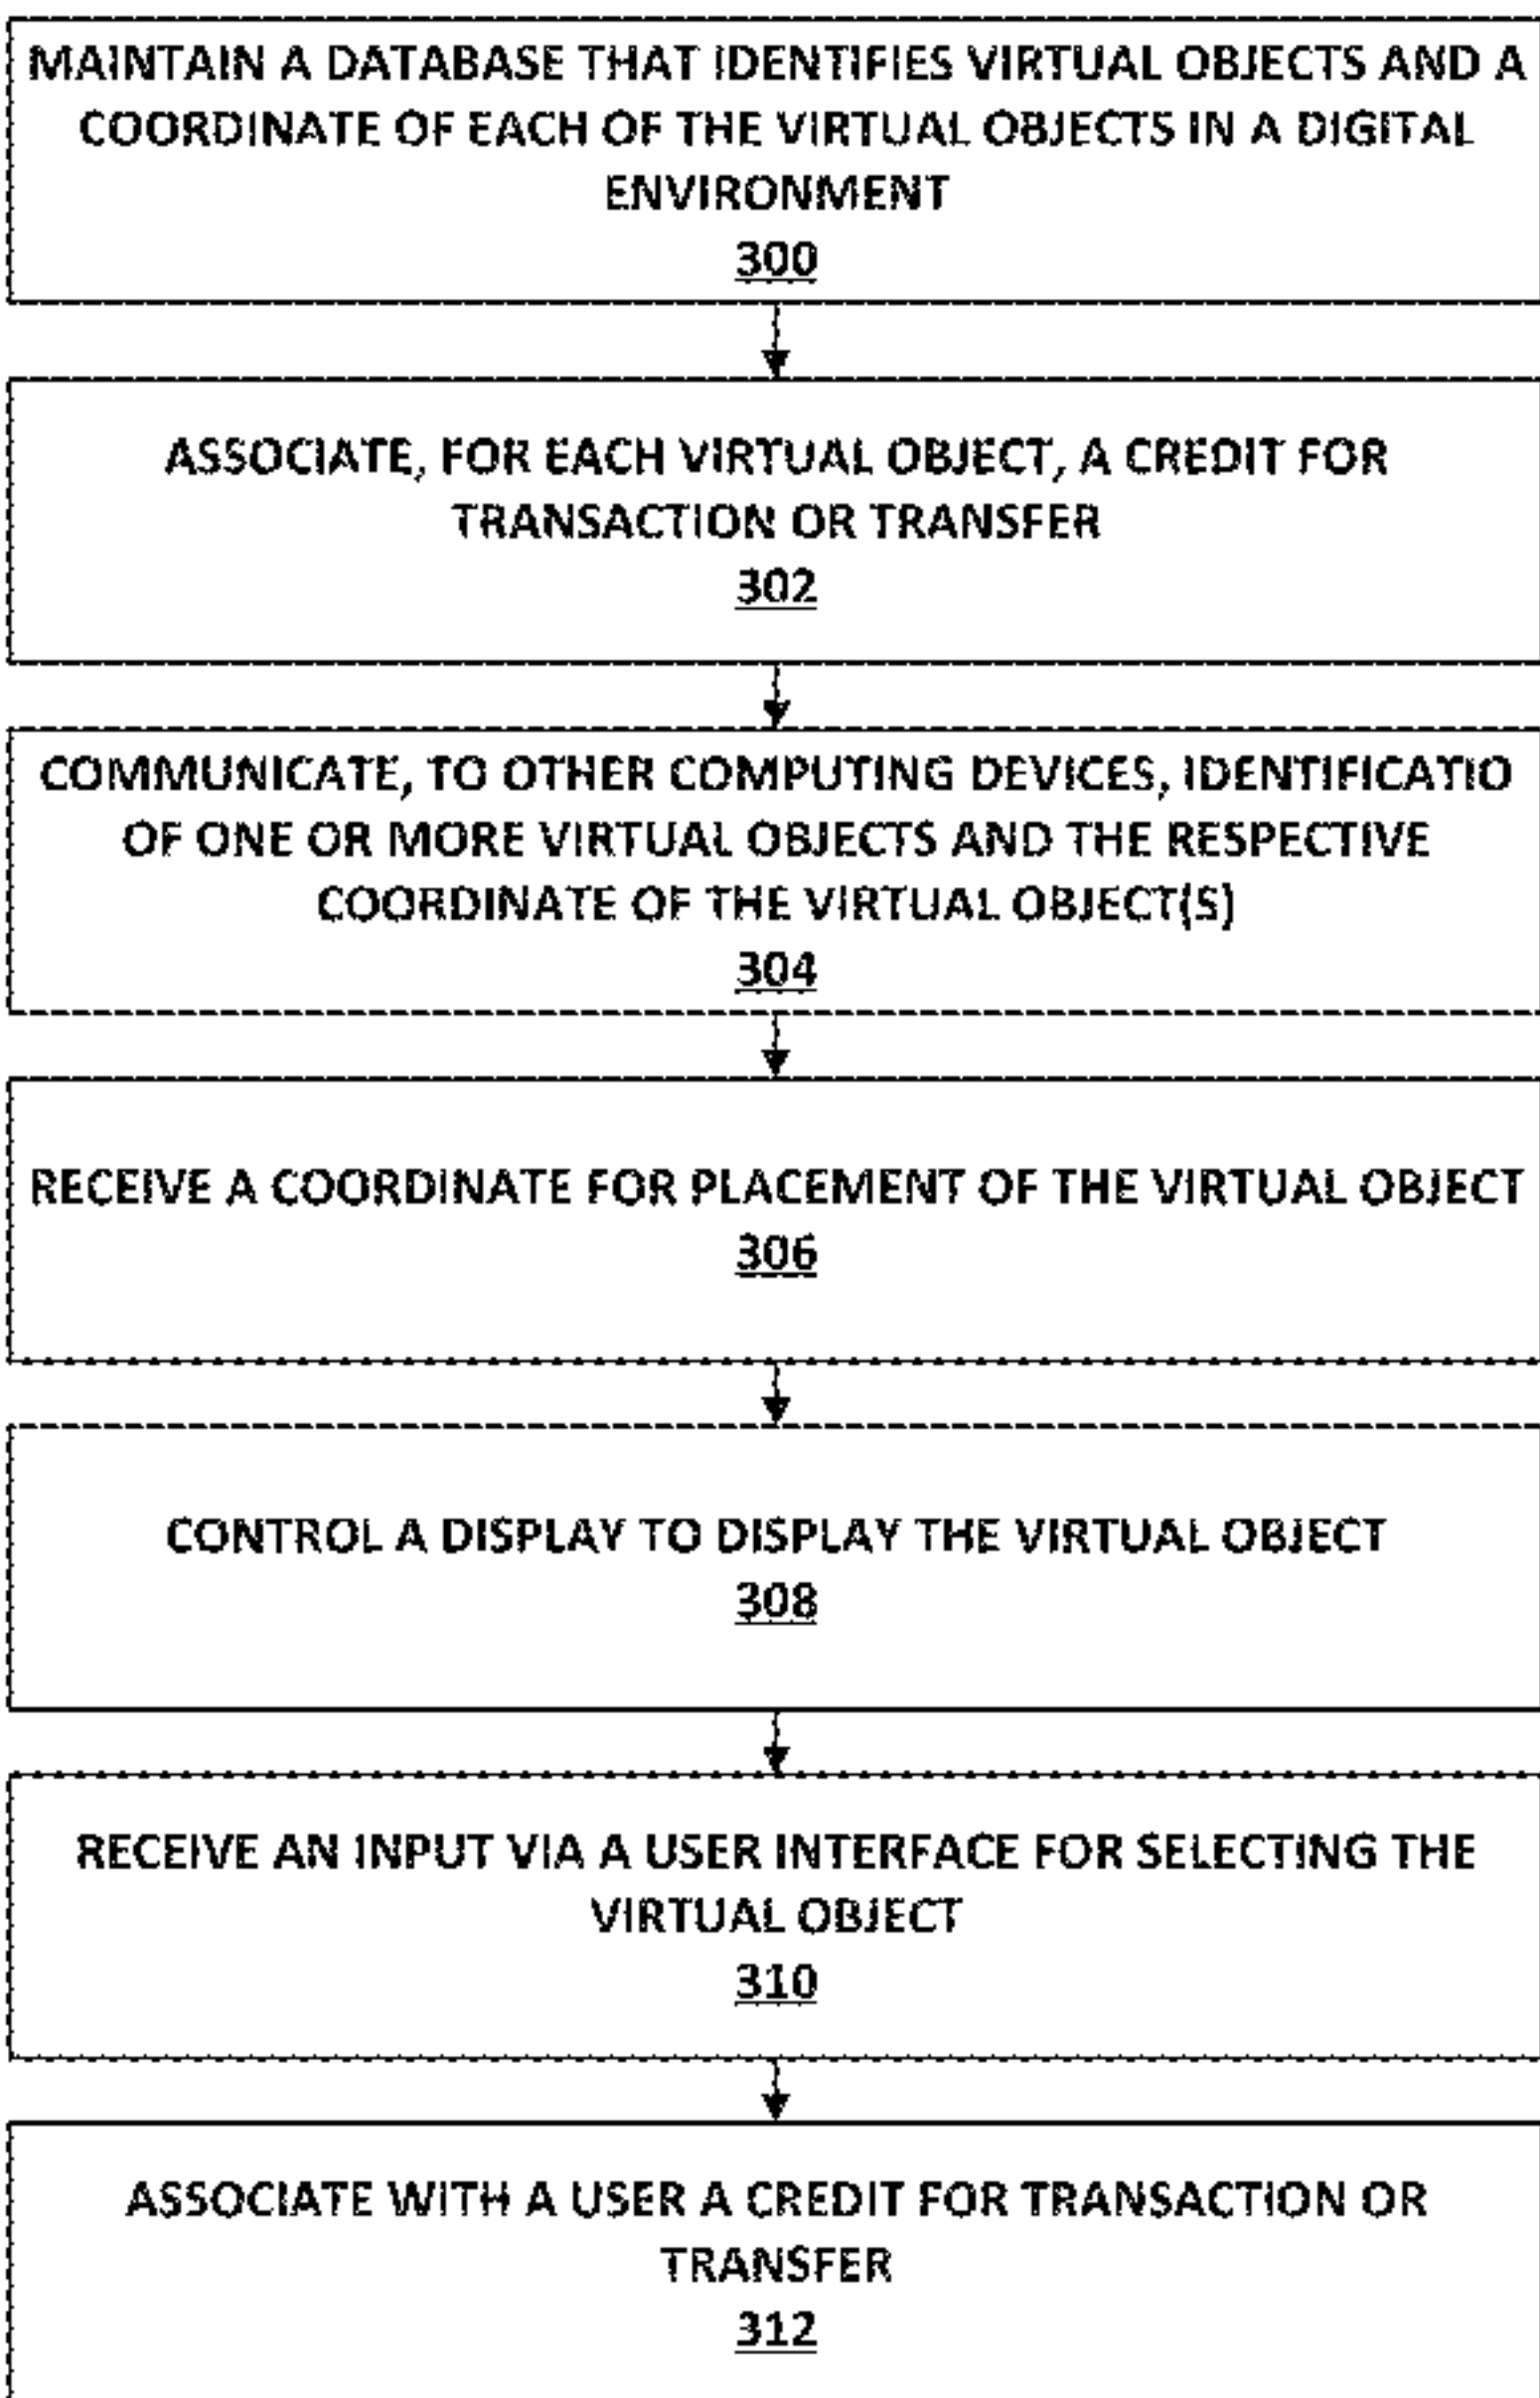 MAINTAIN A DATABASE THAT IDENTIFIES VIRTUAL OBJECTS AND A
COORDINATE OF EACH OF THE VIRTUAL OBJECTS IN A DIGITAL
ENVIRONMENT
300
ASSOCIATE, FOR EACH VIRTUAL OBJECT, A CREDIT FOR
TRANSACTION OR TRANSFER
302
COMMUNICATE, TO OTHER COMPUTING DEVICES, IDENTIFICATIO
OF ONE OR MORE VIRTUAL OBJECTS AND THE RESPECTIVE
COORDINATE OF THE VIRTUAL OBJECT(S)
304
RECEIVE A COORDINATE FOR PLACEMENT OF THE VIRTUAL OBJECT
306
CONTROL A DISPLAY TO DISPLAY THE VIRTUAL OBJECT
308
RECEIVE AN INPUT VIA A USER INTERFACE FOR SELECTING THE
VIRTUAL OBJECT
310
ASSOCIATE WITH A USER A CREDIT FOR TRANSACTION OR
TRANSFER
312